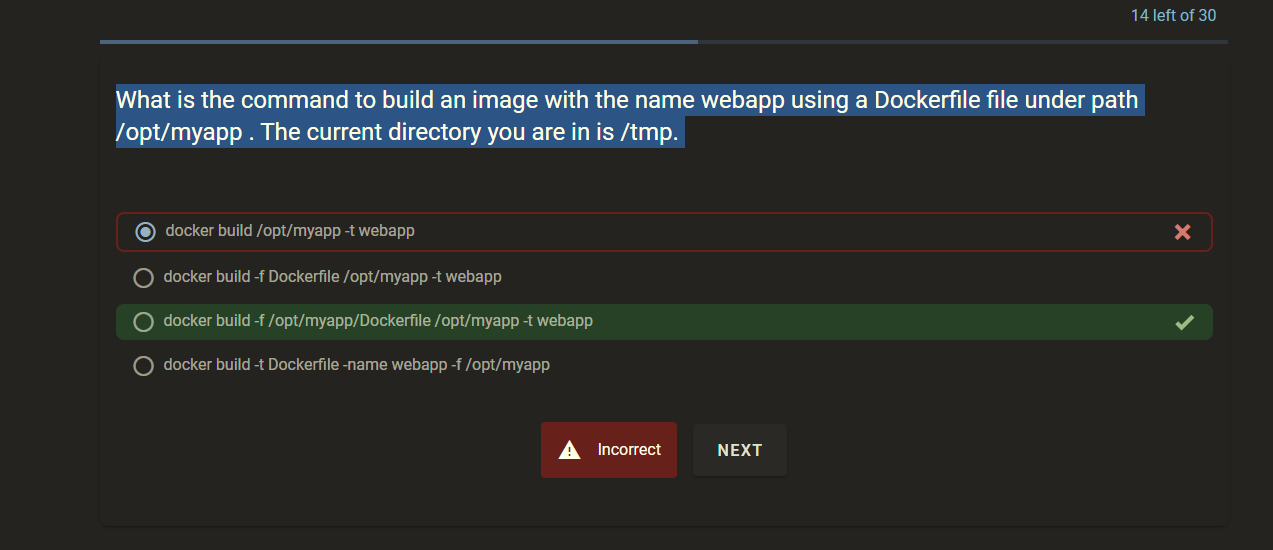 14 left of 30
What is the command to build an image with the name webapp using a Dockerfile file under path
/opt/myapp . The current directory you are in is /tmp.
docker build /opt/myapp -t webapp
docker build -f Dockerfile /opt/myapp -t webapp
docker build -f /opt/myapp/Dockerfile /opt/myapp -t webapp
docker build -t Dockerfile -name webapp -f /opt/myapp
Incorrect
NEXT